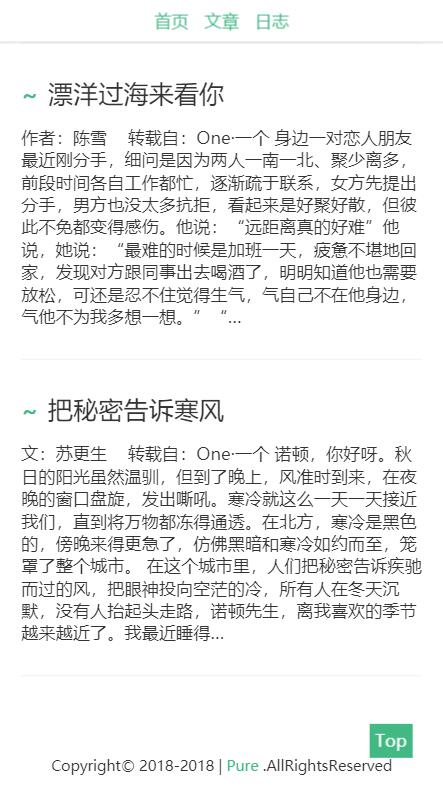 首页 文章 日志
~ 漂洋过海来看你
作者：陈雪　转载自：One·一个 身边一对恋人朋友
最近刚分手，细问是因为两人一南一北、聚少离多，
前段时间各自工作都忙，逐渐疏于联系，女方先提出
分手，男方也没太多抗拒，看起来是好聚好散，但彼
此不免都变得感伤。他说：“远距离真的好难”他
说，她说：“最难的时候是加班一天，疲惫不堪地回
家，发现对方跟同事出去喝酒了，明明知道他也需要
放松，可还是忍不住觉得生气，气自己不在他身边，
气他不为我多想一想。”“...
~ 把秘密告诉寒风
文：苏更生　转载自：One·一个 诺顿，你好呀。秋
日的阳光虽然温驯，但到了晚上，风准时到来，在夜
晚的窗口盘旋，发出嘶吼。寒冷就这么一天一天接近
我们，直到将万物都冻得通透。在北方，寒冷是黑色
的，傍晚来得更急了，仿佛黑暗和寒冷如约而至，笼
罩了整个城市。 在这个城市里，人们把秘密告诉疾驰
而过的风，把眼神投向空茫的冷，所有人在冬天沉
默，没有人抬起头走路，诺顿先生，离我喜欢的季节
越来越近了。我最近睡得...
Top
Copyright© 2018-2018 | Pure .AllRightsReserved